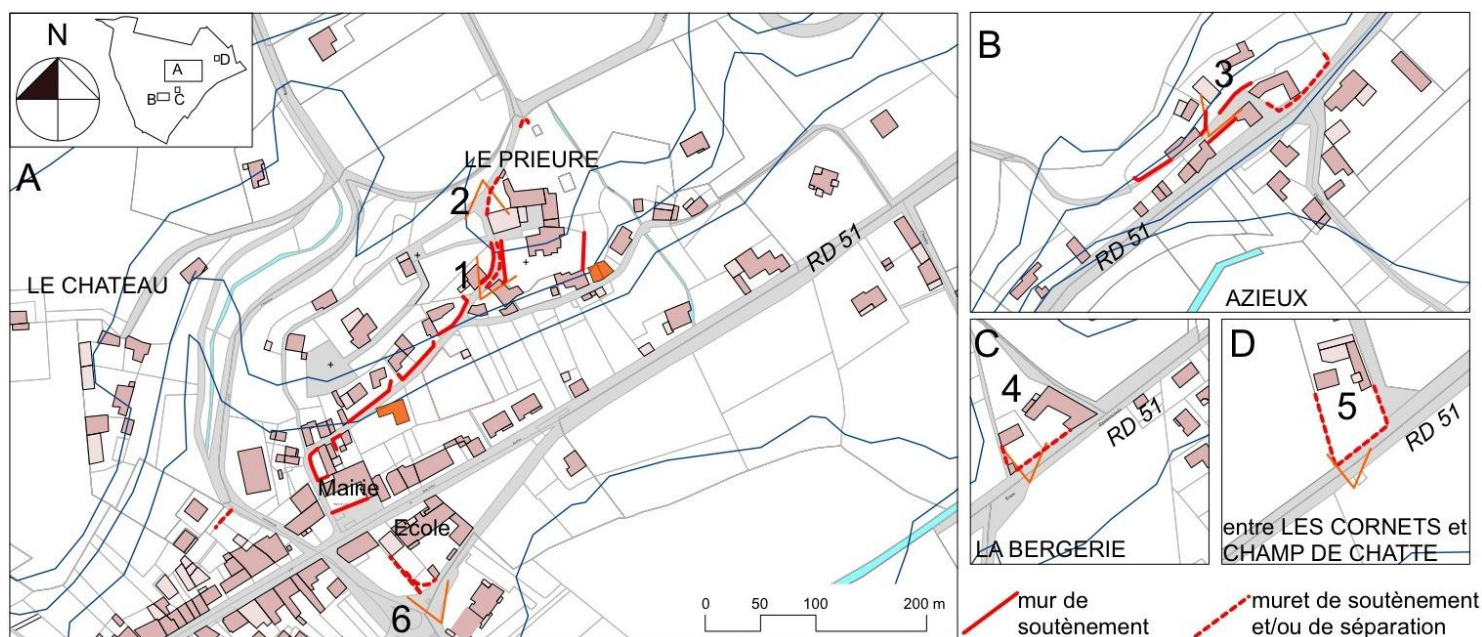 N
A
B
C
D
A
LE PRIEURE
2
1
LE CHATEAU
RD 51
Mairie
Ecole
6
0 50 100 200 m
B
3
RD 51
AZIEUX
C
4
RD 51
LA BERGERIE
D
5
RD 51
entre LES CORNETS et
CHAMP DE CHATTE
mur de
soutènement
muret de soutènement
et/ou de séparation